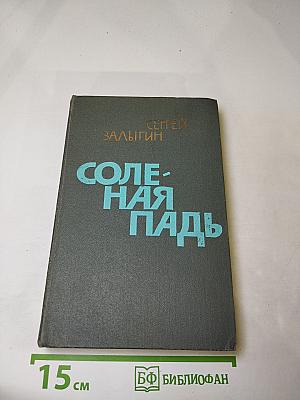 СЕРГЕЙ
ЗАЛЫГИН
СОЛЕ-
НАЯ
ПАДЬ
15 см
БФ БИБЛИОФАН